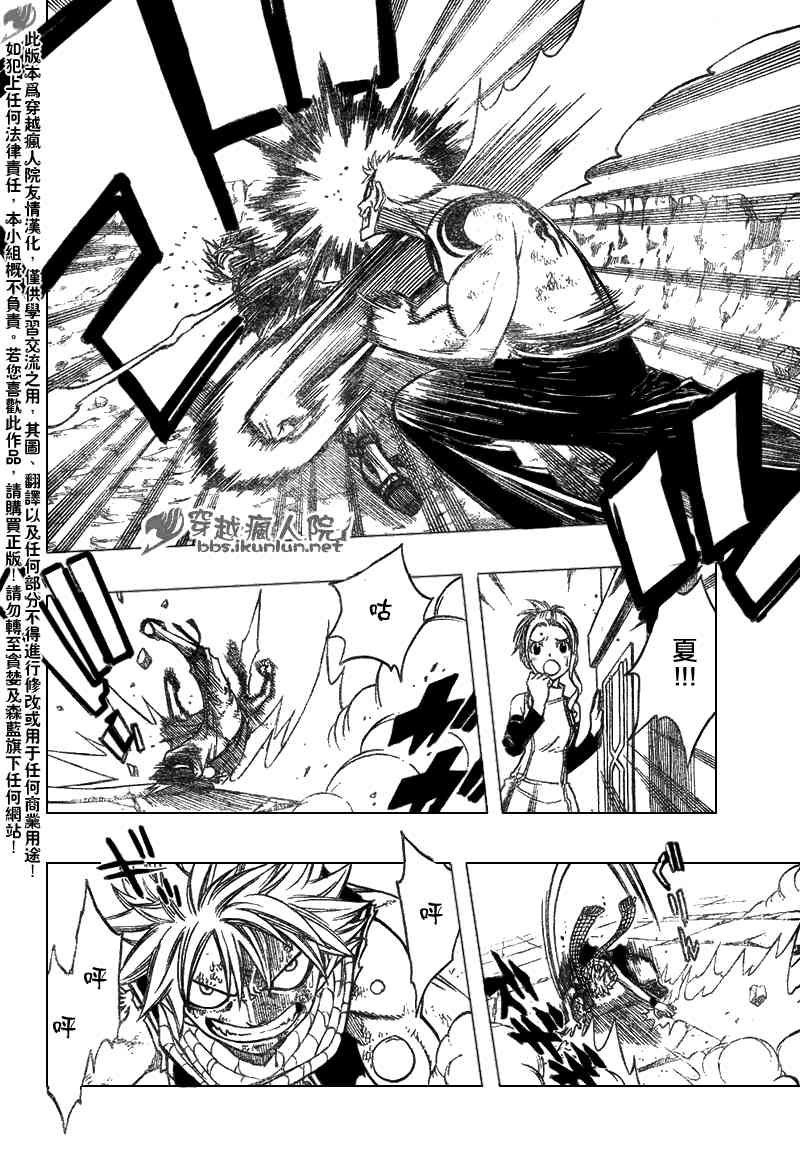 此版本爲穿越瘋人院友情漢化，僅供學習交流之用，其圖、翻譯以及任何部分不得進行修改或用于任何商業用途！
如犯上任何法律責任，本小組概不負責。若您喜歡此作品，請購買正版！請勿轉至貪婪及森藍旗下任何網站！
穿越瘋人院
bbs.ikunlun.net
夏!!!
咕
呼
呼
呼